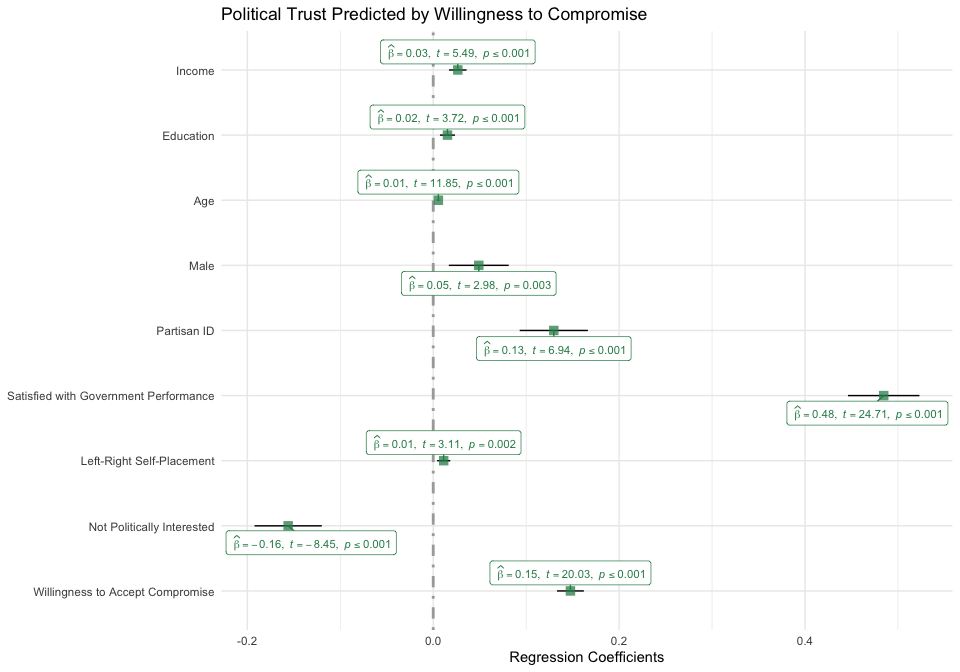 Political Trust Predicted by Willingness to Compromise
β̂ = 0.03, t = 5.49, p ≤ 0.001
Income
β̂ = 0.02, t = 3.72, p ≤ 0.001
Education
β̂ = 0.01, t = 11.85, p ≤ 0.001
Age
Male
β̂ = 0.05, t = 2.98, p = 0.003
Partisan ID
β̂ = 0.13, t = 6.94, p ≤ 0.001
Satisfied with Government Performance
β̂ = 0.48, t = 24.71, p ≤ 0.001
β̂ = 0.01, t = 3.11, p = 0.002
Left-Right Self-Placement
Not Politically Interested
β̂ = −0.16, t = −8.45, p ≤ 0.001
β̂ = 0.15, t = 20.03, p ≤ 0.001
Willingness to Accept Compromise
-0.2 0.0 0.2 0.4
Regression Coefficients